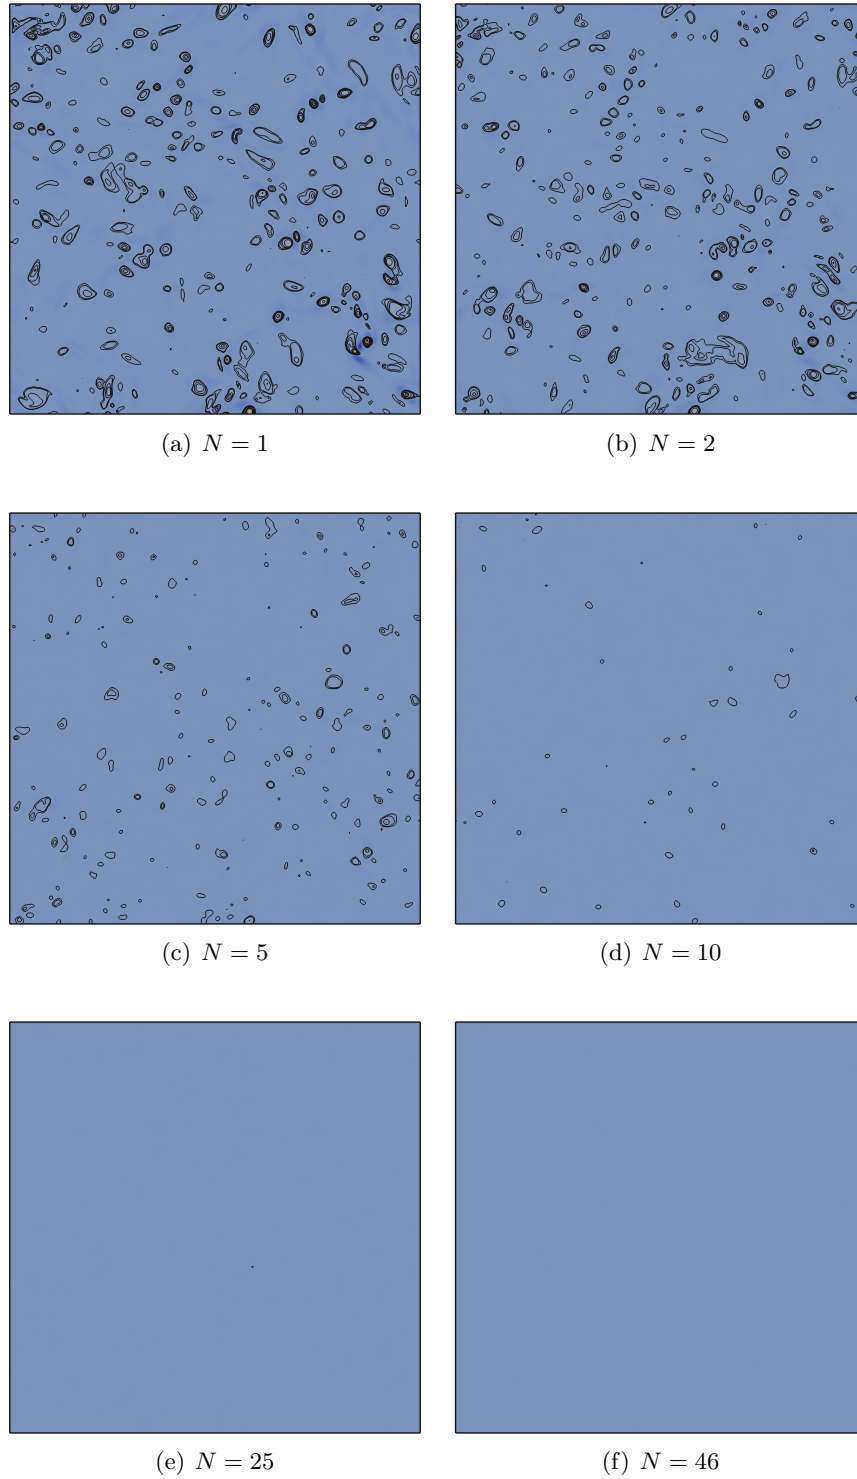 (a) N = 1
(b) N = 2
(c) N = 5
(d) N = 10
(e) N = 25
(f) N = 46